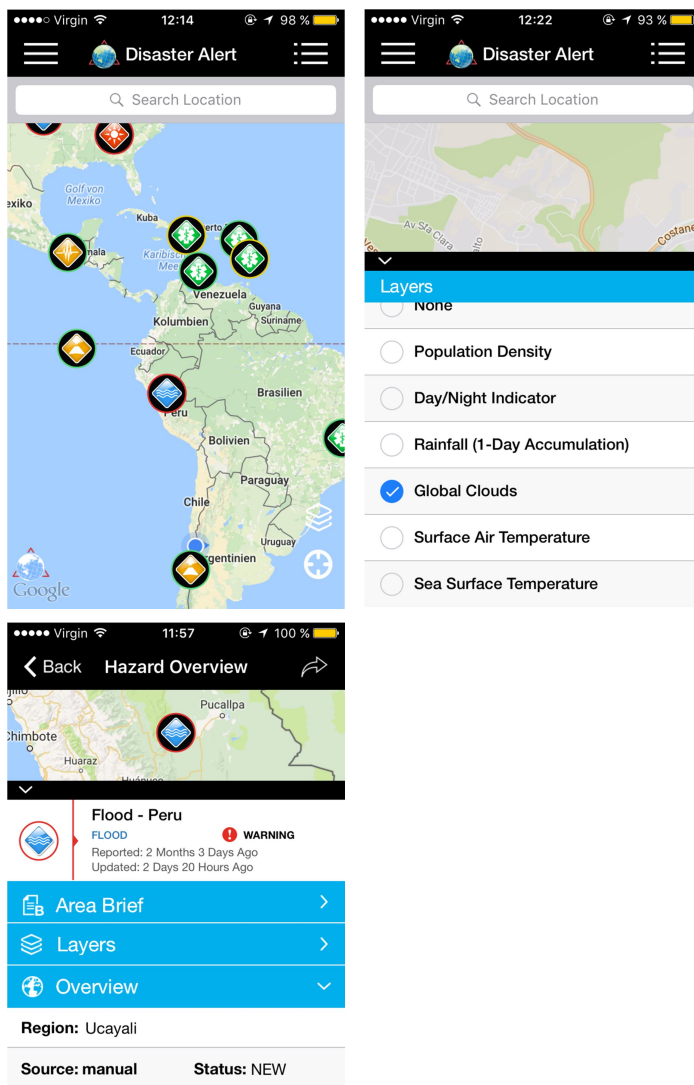 Virgin 12:14 98 %
Disaster Alert
Search Location
Golf von
Mexiko
exiko
Kuba
erto
mala
Karibisc
Mee
Venezuela
Guyana
Kolumbien
Suriname
Ecuador
Peru
Brasilien
Bolivien
Paraguay
Chile
Uruguay
rgentinien
Google
Virgin 12:22 93 %
Disaster Alert
Search Location
Av Sta Clara
Costane
Layers
None
Population Density
Day/Night Indicator
Rainfall (1-Day Accumulation)
Global Clouds
Surface Air Temperature
Sea Surface Temperature
Virgin 11:57 100 %
Back Hazard Overview
Pucallpa
Chimbote
Huaraz
Huánuco
Flood - Peru
FLOOD WARNING
Reported: 2 Months 3 Days Ago
Updated: 2 Days 20 Hours Ago
B Area Brief
Layers
Overview
Region: Ucayali
Source: manual Status: NEW